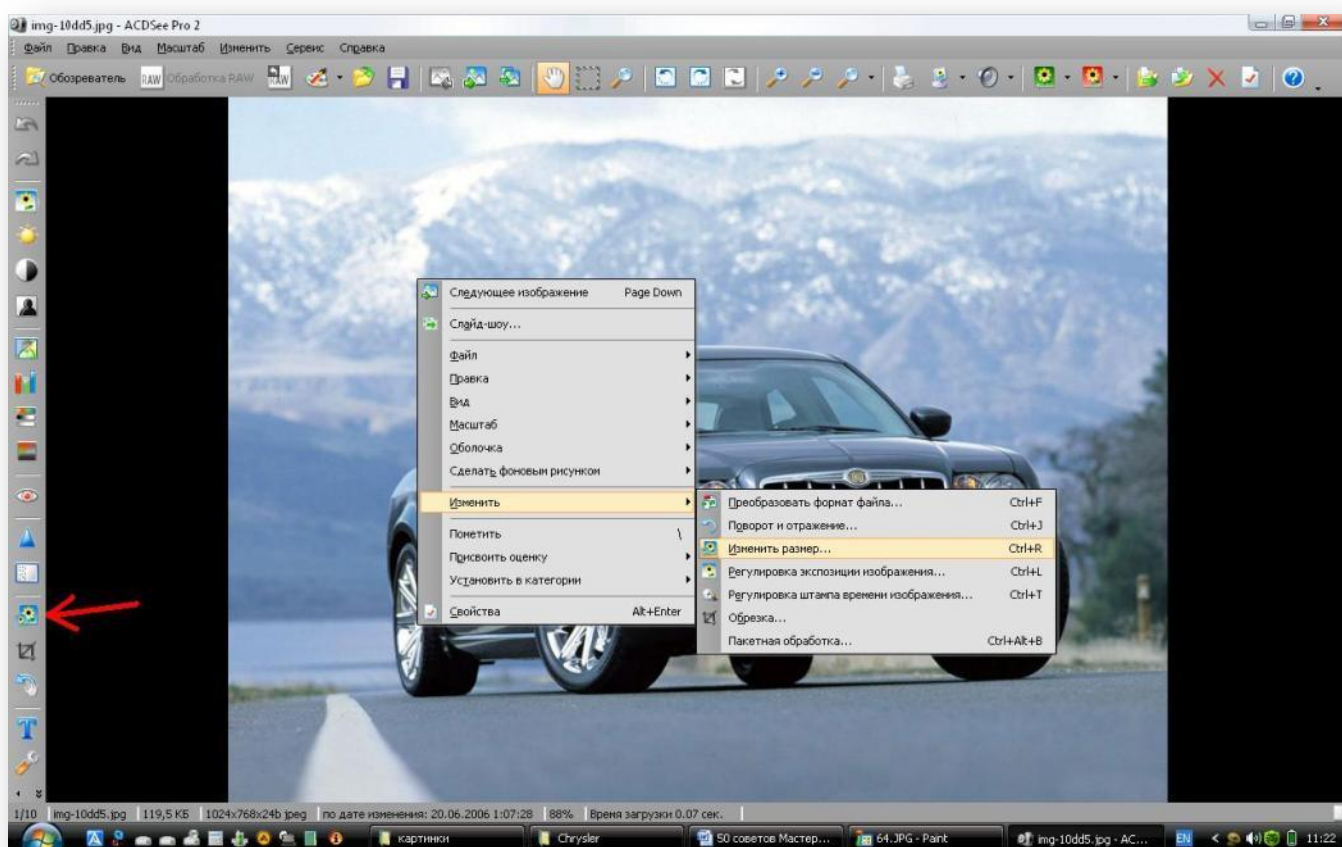 img-10dd5.jpg - ACDSee Pro 2
Файл Правка Вид Масштаб Изменить Сервис Справка
Обозреватель RAW Обработка RAW RAW
Следующее изображение Page Down
Слайд-шоу...
Файл
Правка
Вид
Масштаб
Оболочка
Сделать фоновым рисунком
Изменить
Пометить \
Присвоить оценку
Установить в категории
Свойства Alt+Enter
Преобразовать формат файла... Ctrl+F
Поворот и отражение... Ctrl+J
Изменить размер... Ctrl+R
Регулировка экспозиции изображения... Ctrl+L
Регулировка штампа времени изображения... Ctrl+T
Обрезка...
Пакетная обработка... Ctrl+Alt+B
1/10 img-10dd5.jpg 119,5 КБ 1024x768x24b jpeg по дате изменения: 20.06.2006 1:07:28 88% Время загрузки 0.07 сек.
картинки Chrysler 50 советов Мастер... 64.JPG - Paint img-10dd5.jpg - AC... EN 11:22